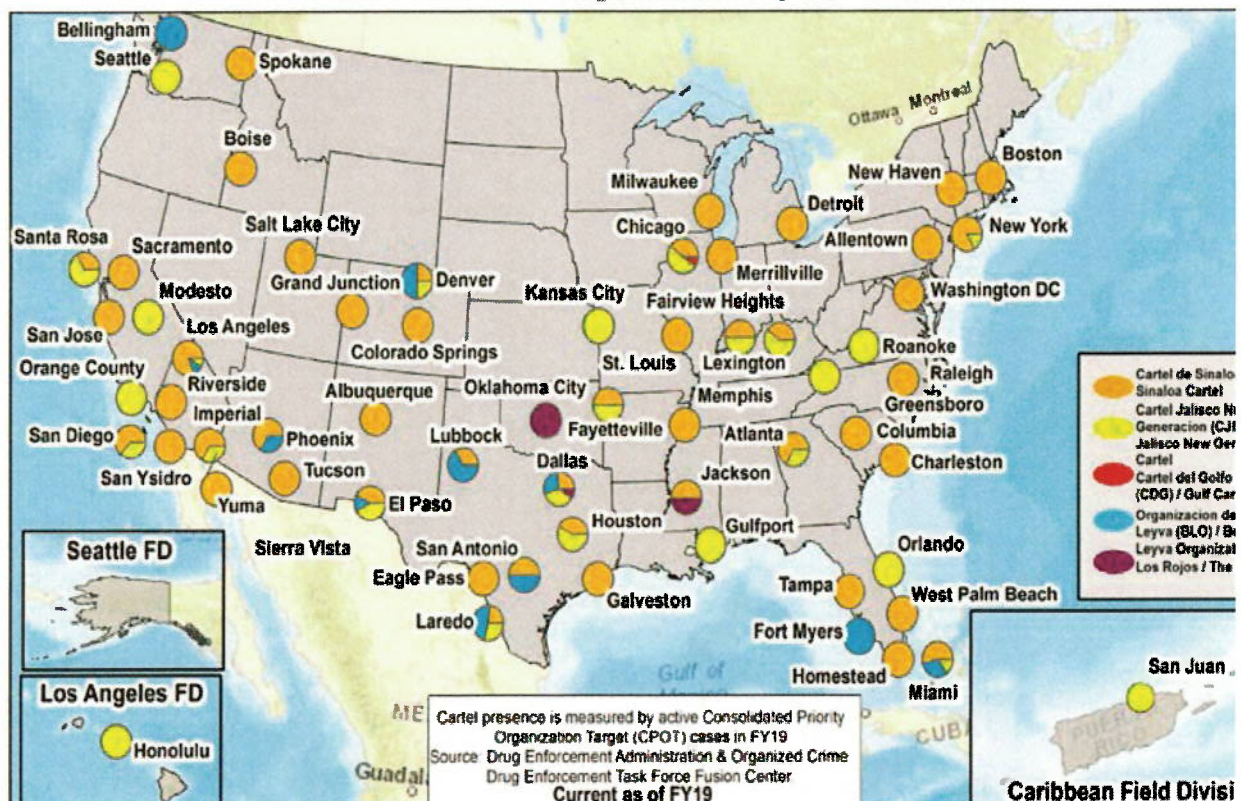 Bellingham
Seattle
Spokane
Boise
Ottawa
Montreal
Boston
New Haven
Milwaukee
Detroit
Chicago
Allentown
New York
Salt Lake City
Santa Rosa
Sacramento
Grand Junction
Denver
Merrillville
Modesto
Kansas City
Fairview Heights
Washington DC
San Jose
Los Angeles
Colorado Springs
St. Louis
Lexington
Roanoke
Orange County
Riverside
Albuquerque
Oklahoma City
Memphis
Raleigh
Imperial
Greensboro
San Diego
Phoenix
Lubbock
Fayetteville
Atlanta
Columbia
Dallas
Charleston
San Ysidro
Tucson
Jackson
Yuma
El Paso
Houston
Gulfport
Sierra Vista
San Antonio
Orlando
Eagle Pass
Galveston
Tampa
West Palm Beach
Laredo
Fort Myers
Homestead
Miami
Gulf of
Cartel de Sinalo
Sinaloa Cartel
Cartel Jalisco N
Generacion (CJ
Jalisco New Ger
Cartel
Cartel del Golfo
(CDG) / Gulf Car
Organizacion de
Leyva (BLO) / B
Leyva Organizat
Los Rojos / The
Seattle FD
Los Angeles FD
Honolulu
ME
CUBA
Guadal
Cartel presence is measured by active Consolidated Priority
Organization Target (CPOT) cases in FY19
Source: Drug Enforcement Administration & Organized Crime
Drug Enforcement Task Force Fusion Center
Current as of FY19
San Juan
PUERTO
RICO
Caribbean Field Divisi